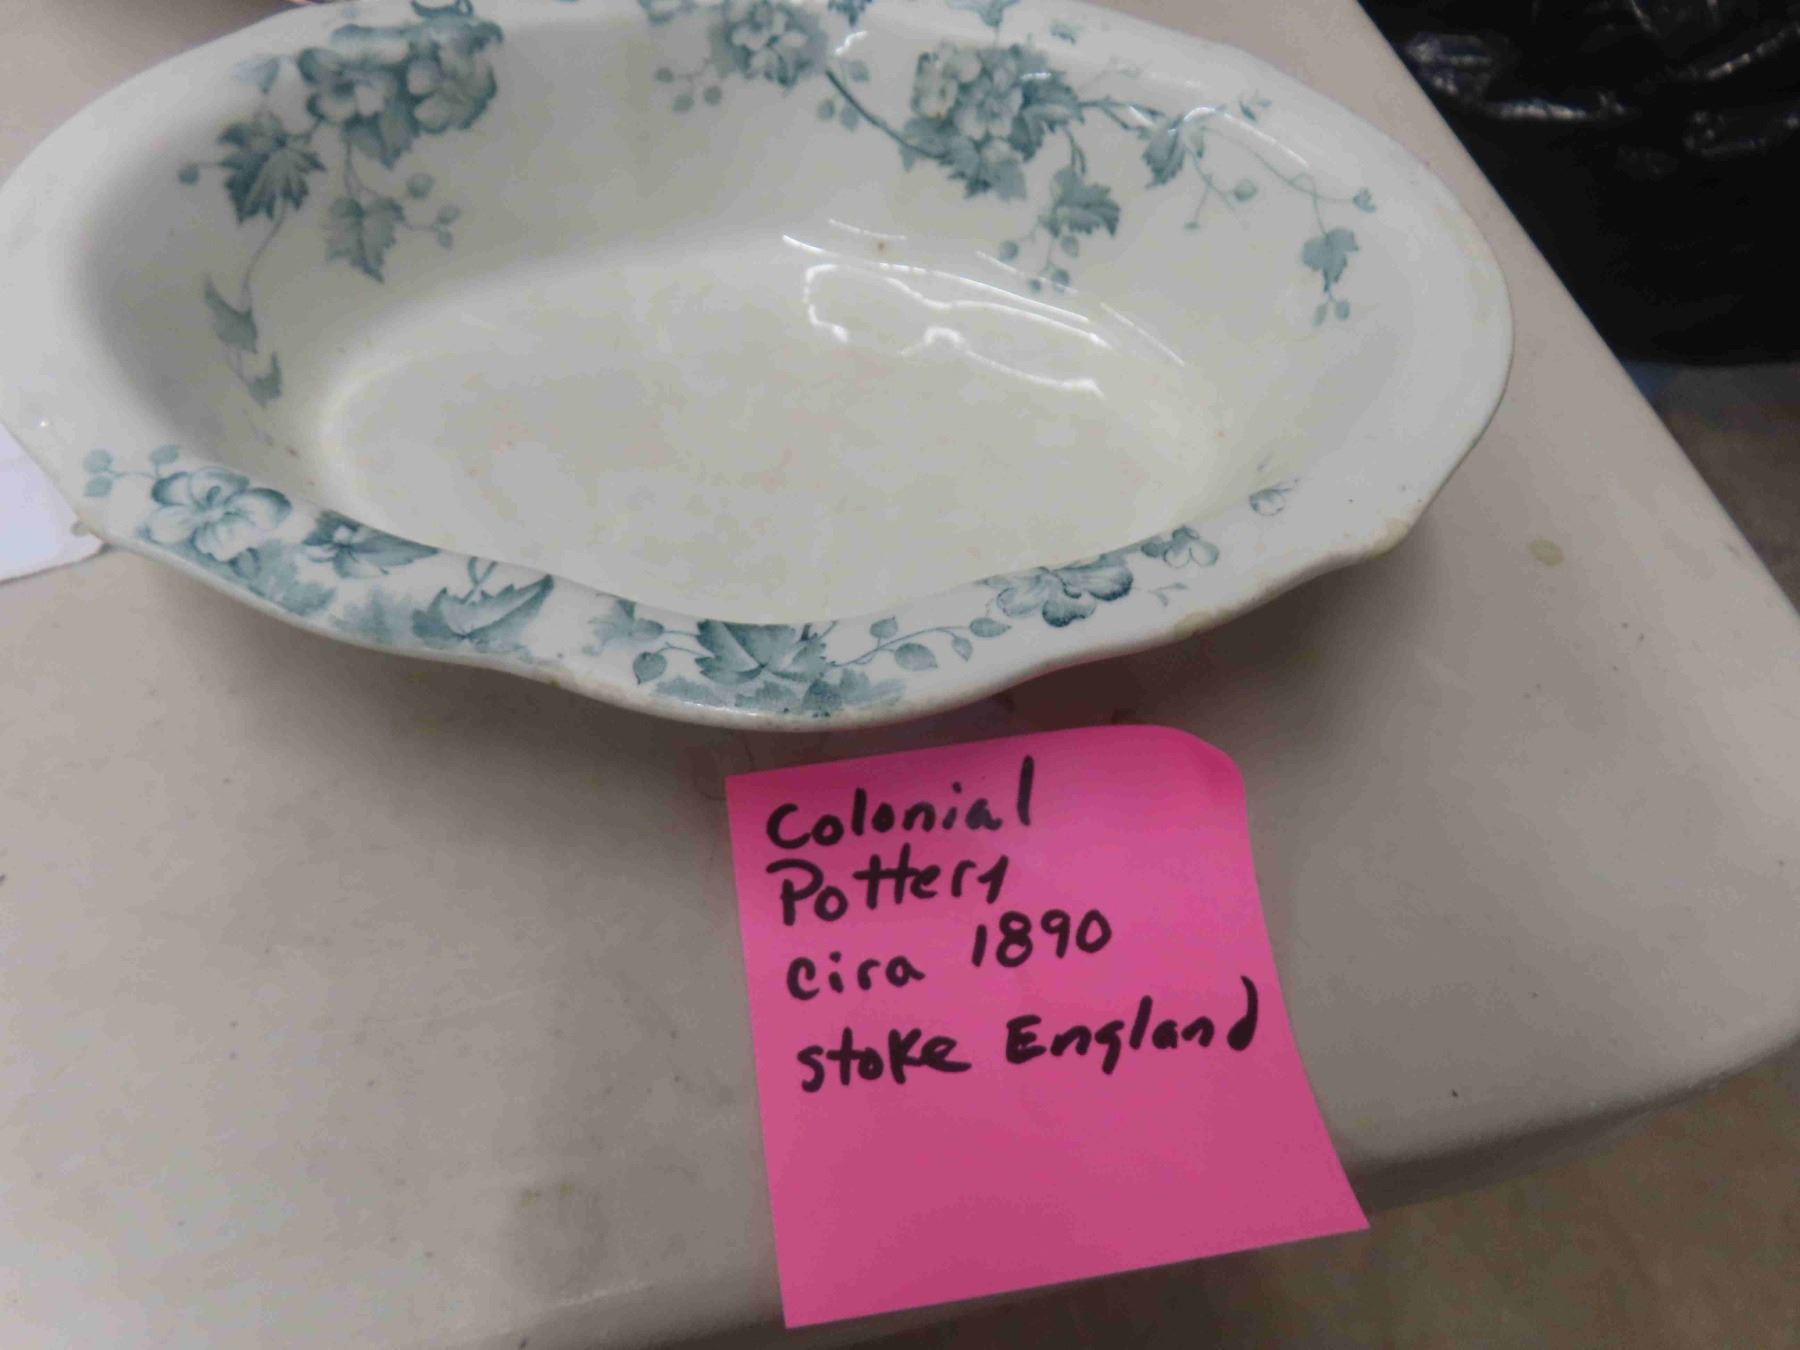 Colonial
Pottery
cira 1890
stoke England